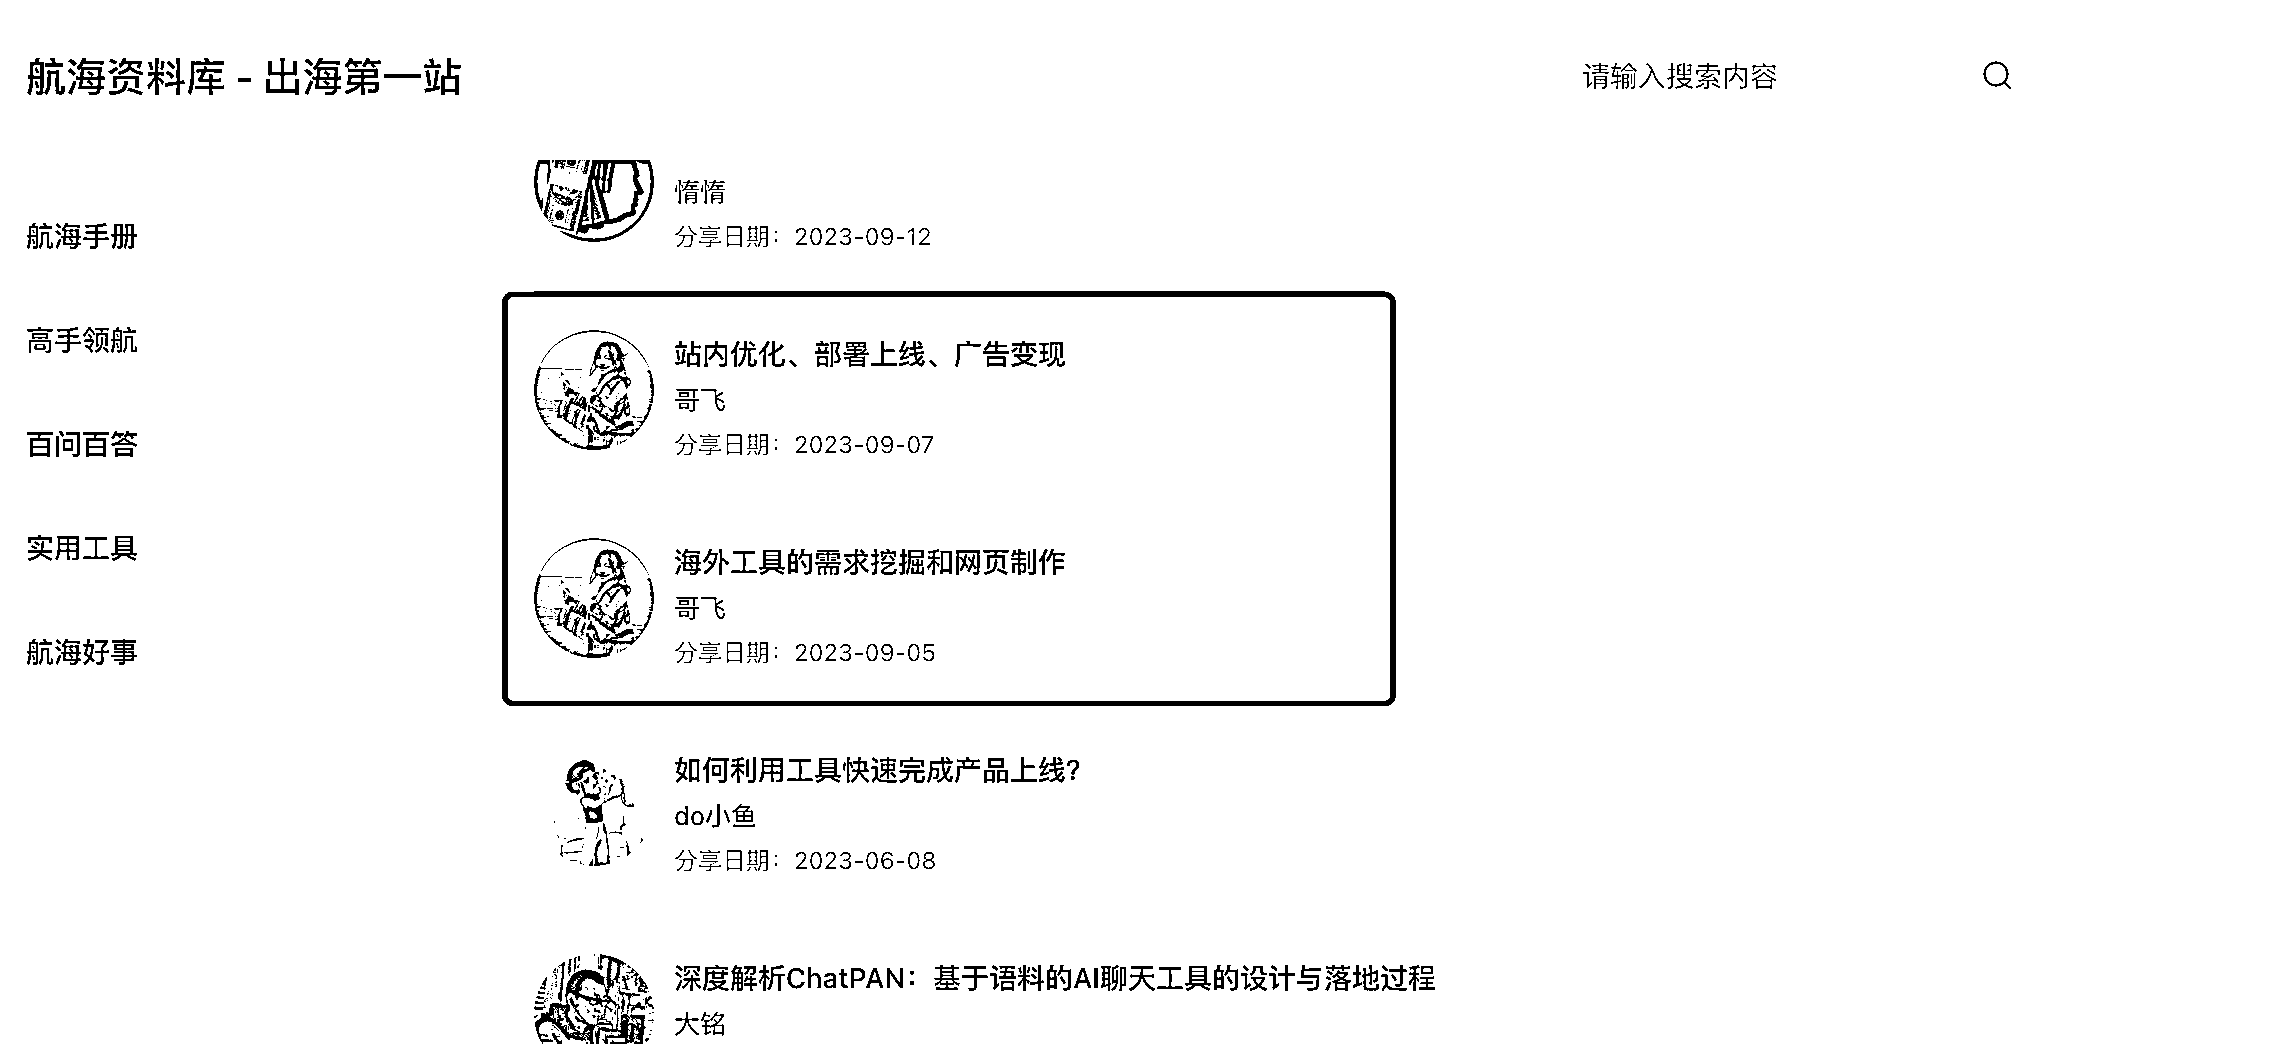 航海资料库 - 出海第一站
请输入搜索内容
航海手册
高手领航
百问百答
实用工具
航海好事
惰惰
分享日期：2023-09-12
站内优化、部署上线、广告变现
哥飞
分享日期：2023-09-07
海外工具的需求挖掘和网页制作
哥飞
分享日期：2023-09-05
如何利用工具快速完成产品上线？
do小鱼
分享日期：2023-06-08
深度解析ChatPAN：基于语料的AI聊天工具的设计与落地过程
大铭